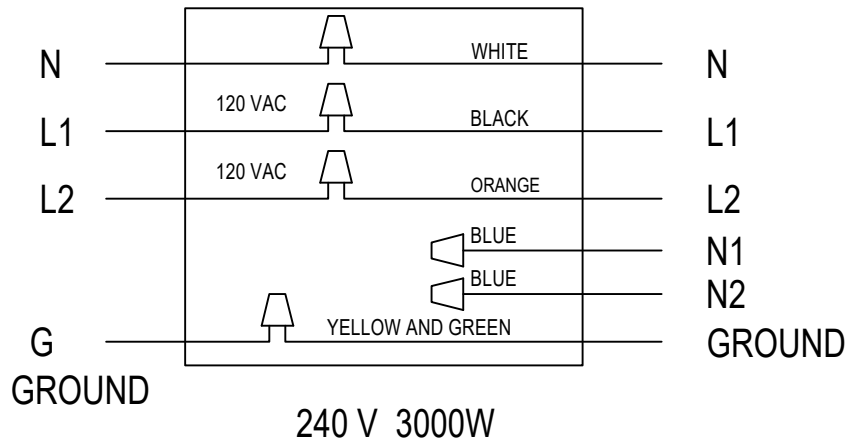 N WHITE N
120 VAC
L1 BLACK L1
120 VAC
L2 ORANGE L2
BLUE N1
BLUE N2
G YELLOW AND GREEN GROUND
GROUND
240 V 3000W